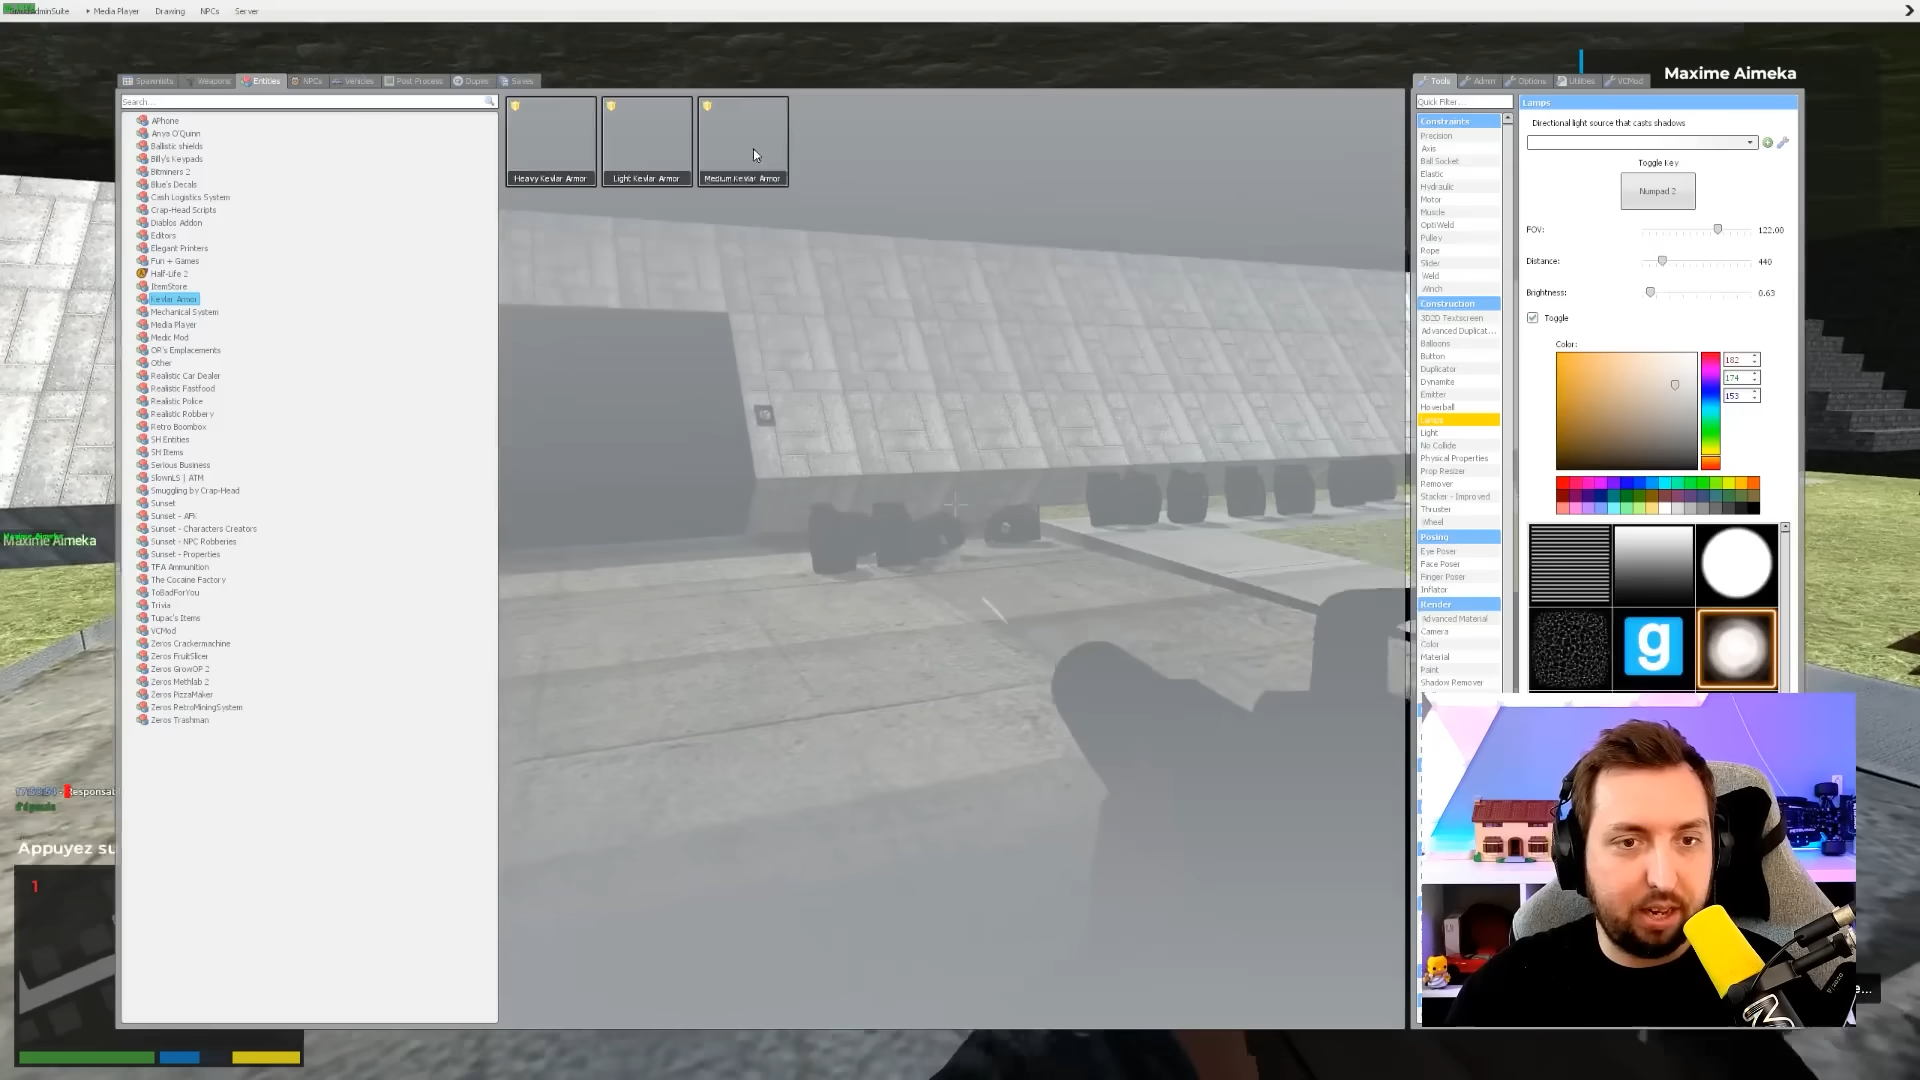 Media Player
Drawing
NPCs
Server
Maxime Aimeka
Spawnlists
Weapons
Entities
NPCs
Vehicles
Post Process
Dupes
Saves
Search...
APhone
Anya O'Quinn
Ballistic shields
Billy's Keypads
Bitminers 2
Blue's Decals
Cash Logistics System
Crap-Head Scripts
Diablos Addon
Editors
Elegant Printers
Fun + Games
Half-Life 2
ItemStore
Kevlar Armor
Mechanical System
Media Player
Medic Mod
OR's Emplacements
Other
Realistic Car Dealer
Realistic Fastfood
Realistic Police
Realistic Robbery
Retro Boombox
SH Entities
SH Items
Serious Business
SlownLS | ATM
Smuggling by Crap-Head
Sunset
Sunset - AFK
Sunset - Characters Creators
Sunset - NPC Robberies
Sunset - Properties
TFA Ammunition
The Cocaine Factory
ToBadForYou
Trivia
Tupac's Items
VCMod
Zeros Crackermachine
Zeros FruitSlicer
Zeros GrowOP 2
Zeros Methlab 2
Zeros PizzaMaker
Zeros RetroMiningSystem
Zeros Trashman
Heavy Kevlar Armor
Light Kevlar Armor
Medium Kevlar Armor
Tools
Admin
Options
Utilities
VCMod
Quick Filter...
Constraints
Precision
Axis
Ball Socket
Elastic
Hydraulic
Motor
Muscle
OptiWeld
Pulley
Rope
Slider
Weld
Winch
Construction
3D2D Textscreen
Advanced Duplicat...
Balloons
Button
Duplicator
Dynamite
Emitter
Hoverball
Lamps
Light
No Collide
Physical Properties
Prop Resizer
Remover
Stacker - Improved
Thruster
Wheel
Posing
Eye Poser
Face Poser
Finger Poser
Inflator
Render
Advanced Material
Camera
Color
Material
Paint
Shadow Remover
Lamps
Directional light source that casts shadows
Toggle Key
Numpad 2
FOV:
122.00
Distance:
440
Brightness:
0.63
Toggle
Color:
182
174
153
g
Maxime Aimeka
Responsab
d'épaule
Appuyez su
1
e...